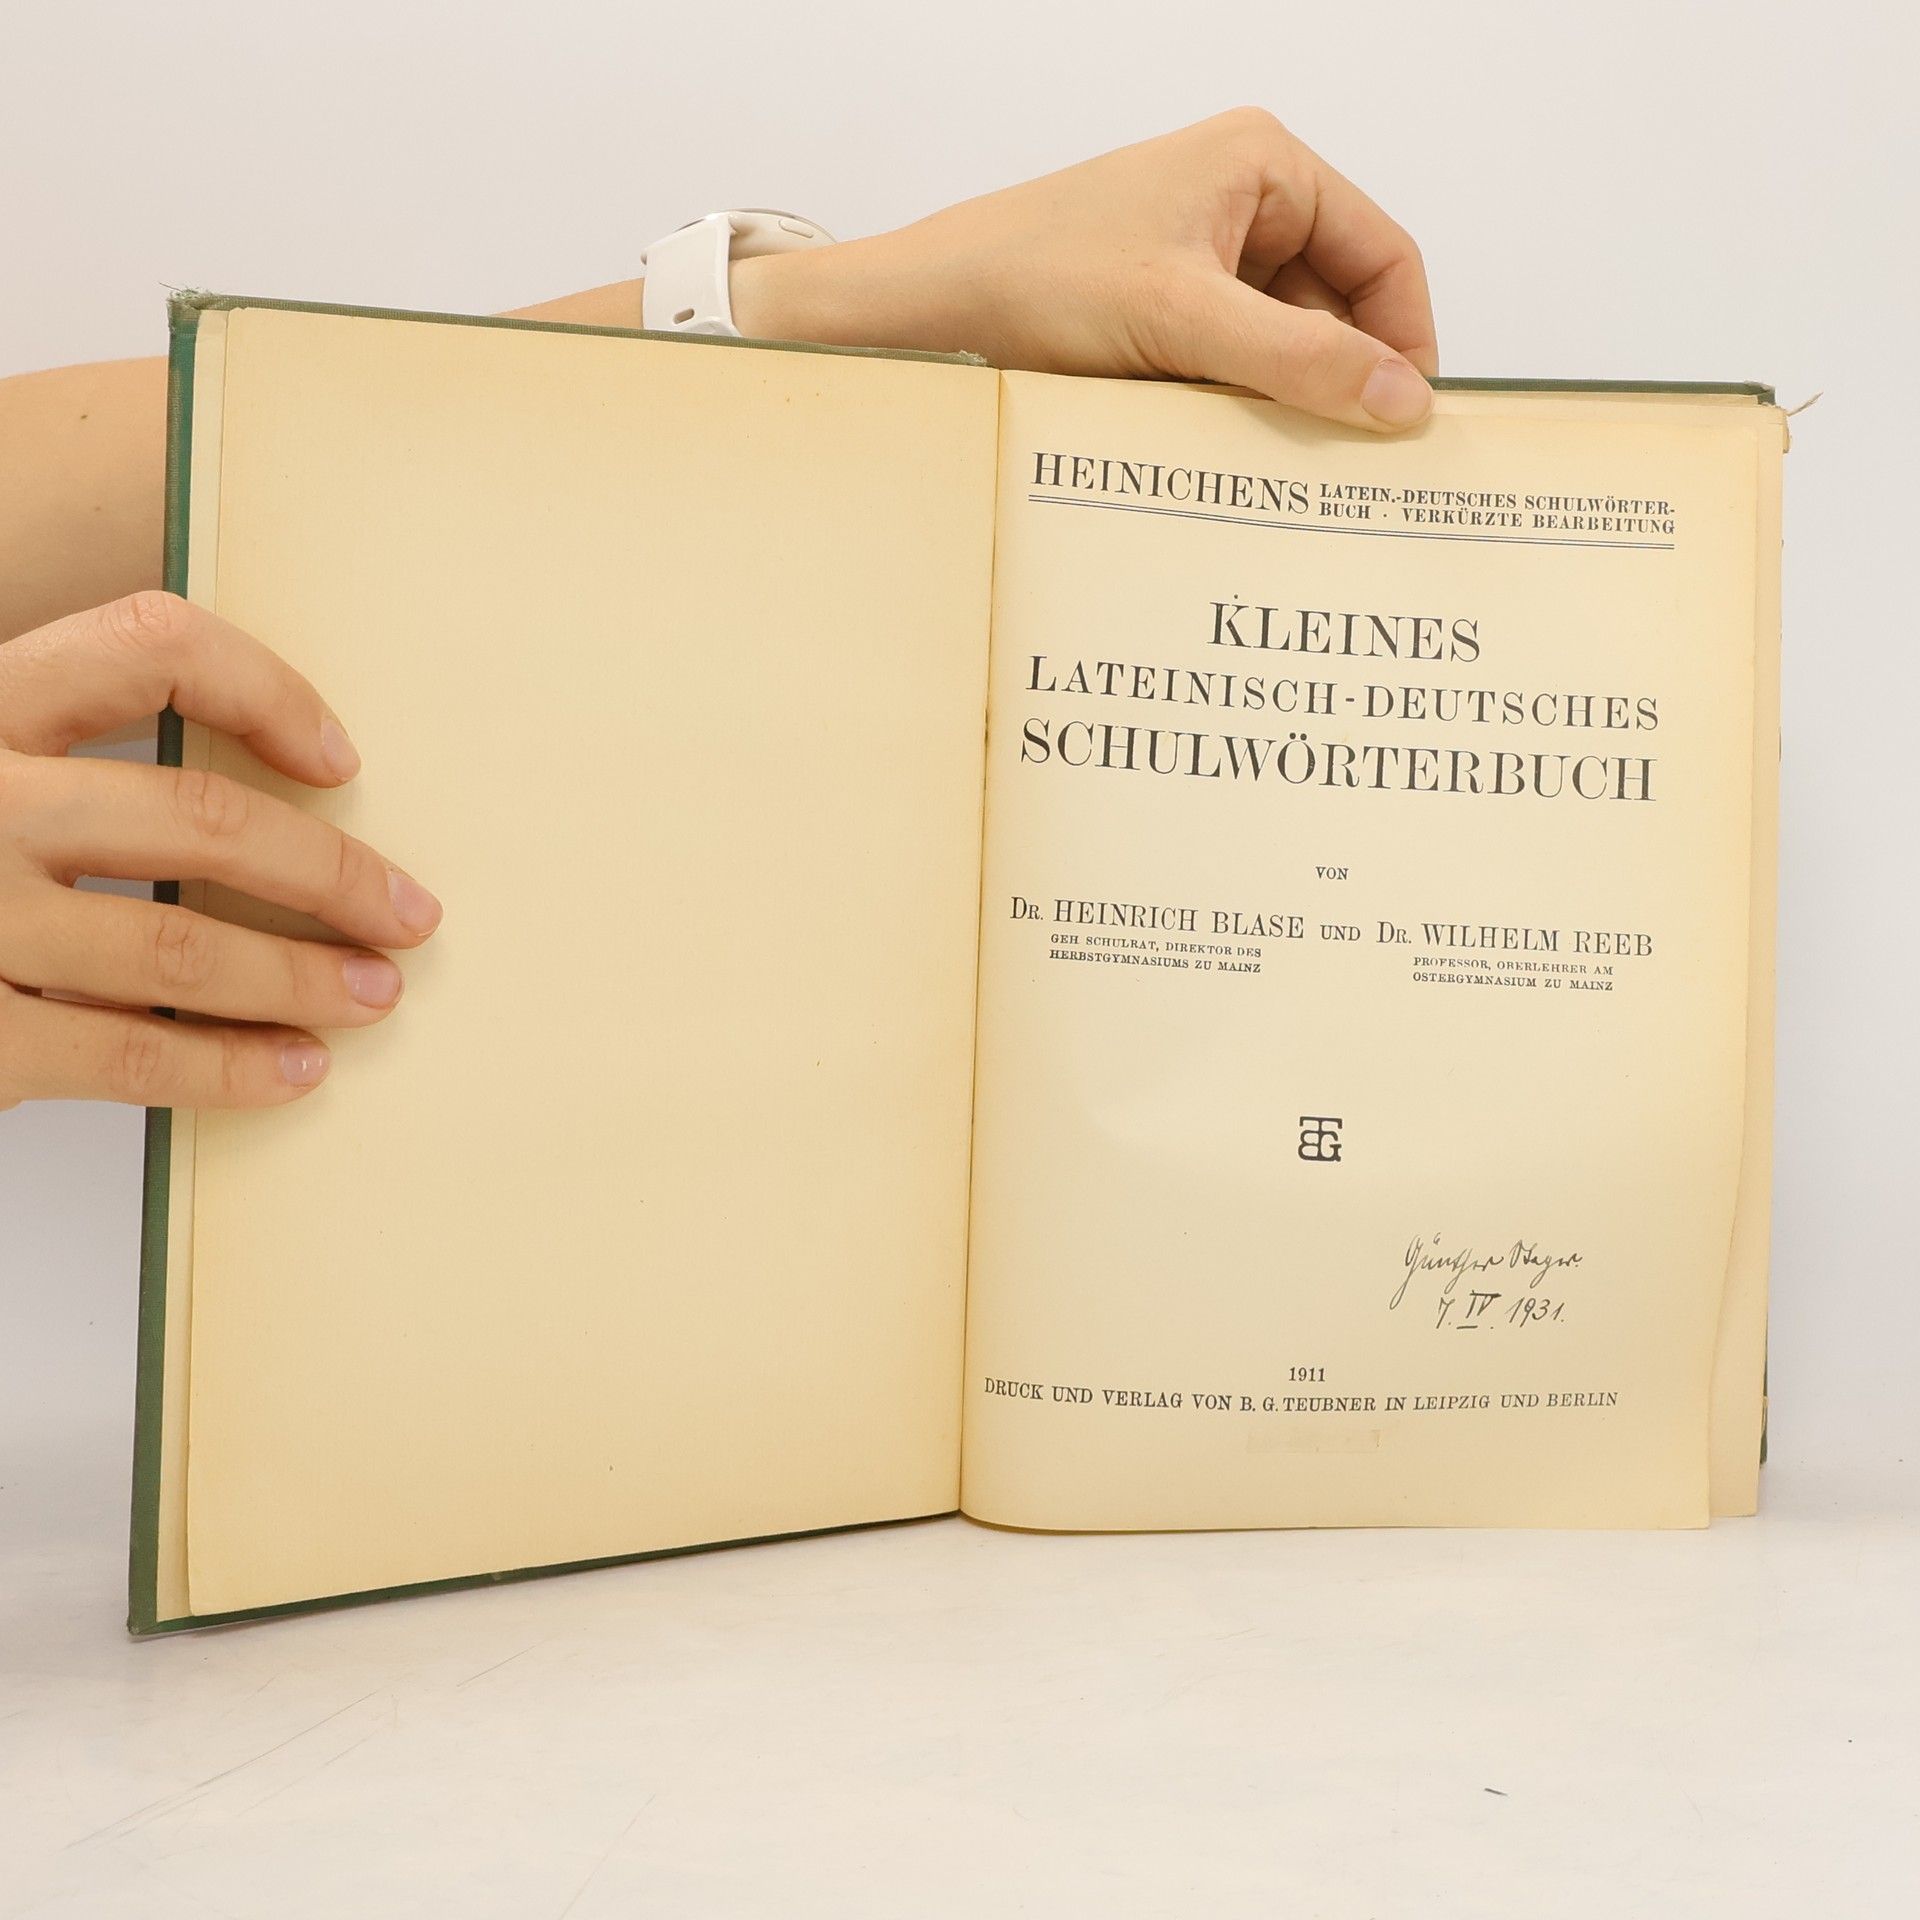 HEINICHENS LATEIN.-DEUTSCHES SCHULWÖRTER-
BUCH · VERKÜRZTE BEARBEITUNG
KLEINES
LATEINISCH-DEUTSCHES
SCHULWÖRTERBUCH
VON
DR. HEINRICH BLASE UND DR. WILHELM REEB
GEH SCHULRAT, DIREKTOR DES
HERBSTGYMNASIUMS ZU MAINZ
PROFESSOR, OBERLEHRER AM
OSTERGYMNASIUM ZU MAINZ
BTG
Günther
7. IV. 1931.
1911
DRUCK UND VERLAG VON B. G. TEUBNER IN LEIPZIG UND BERLIN